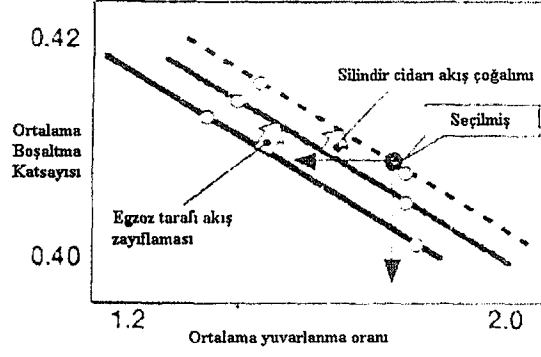 0.42
Silindir cidarı akış çoğalımı
Ortalama
Boşaltma
Katsayısı
Seçilmiş
Egzoz tarafı akış
zayıflaması
0.40
1.2
2.0
Ortalama yuvarlanma oranı